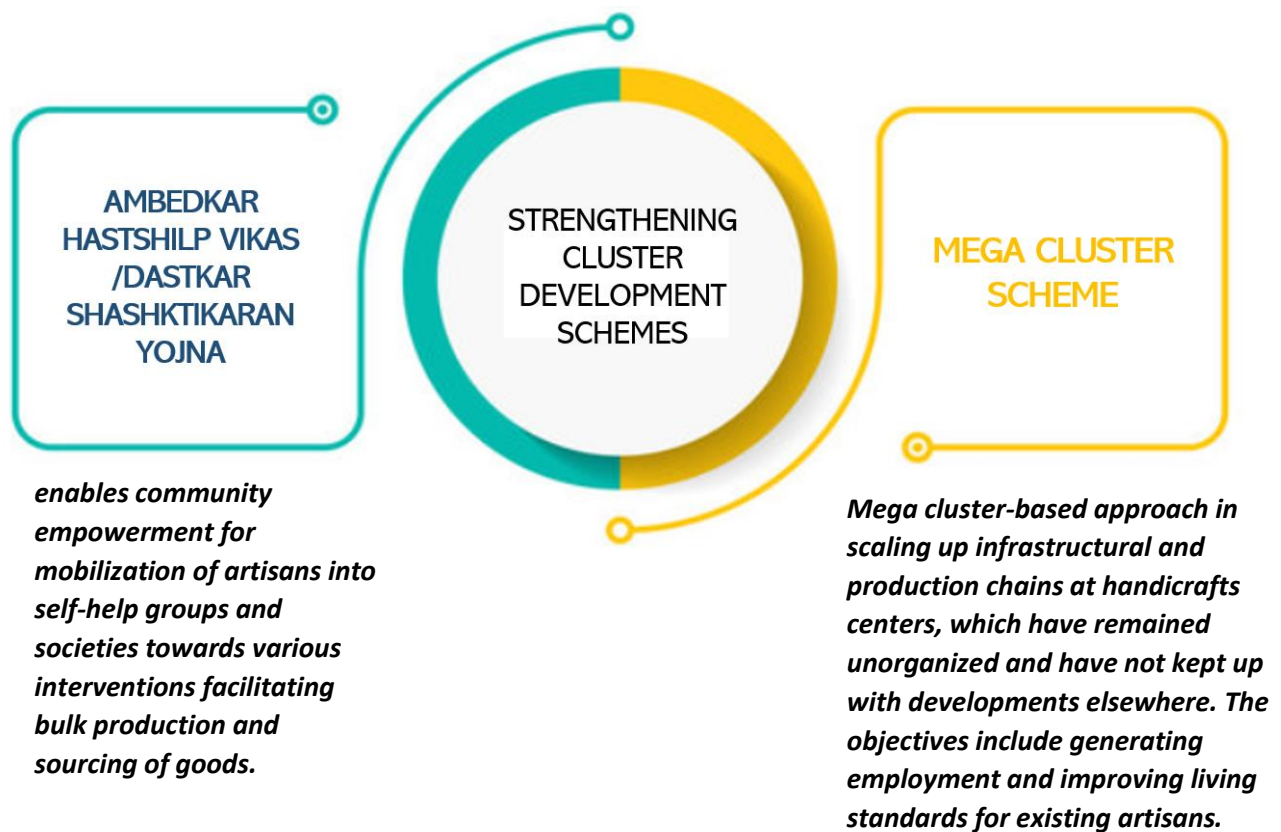 AMBEDKAR
HASTSHILP VIKAS
/DASTKAR
SHASHKTIKARAN
YOJNA
enables community
empowerment for
mobilization of artisans into
self-help groups and
societies towards various
interventions facilitating
bulk production and
sourcing of goods.
STRENGTHENING
CLUSTER
DEVELOPMENT
SCHEMES
MEGA CLUSTER
SCHEME
Mega cluster-based approach in
scaling up infrastructural and
production chains at handicrafts
centers, which have remained
unorganized and have not kept up
with developments elsewhere. The
objectives include generating
employment and improving living
standards for existing artisans.